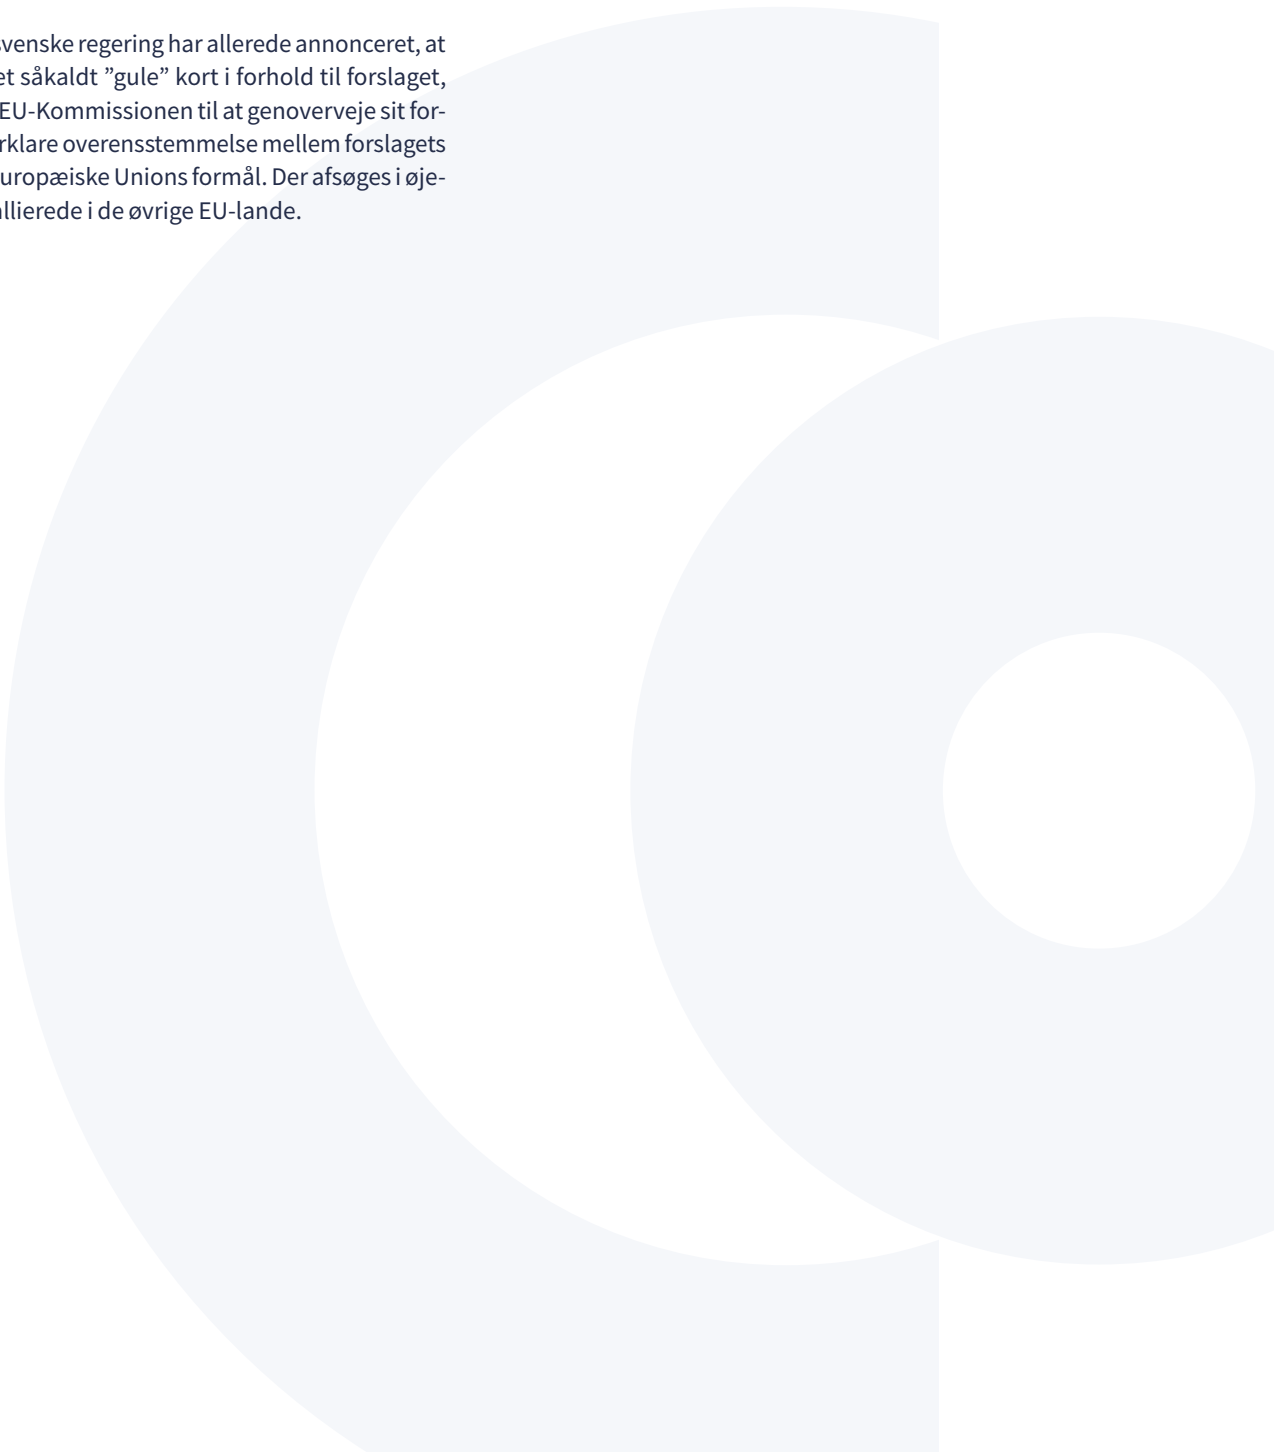 svenske regering har allerede annonceret, at
et såkaldt ”gule” kort i forhold til forslaget,
EU-Kommissionen til at genoverveje sit for-
rklare overensstemmelse mellem forslagets
uropæiske Unions formål. Der afsøges i øje-
allierede i de øvrige EU-lande.